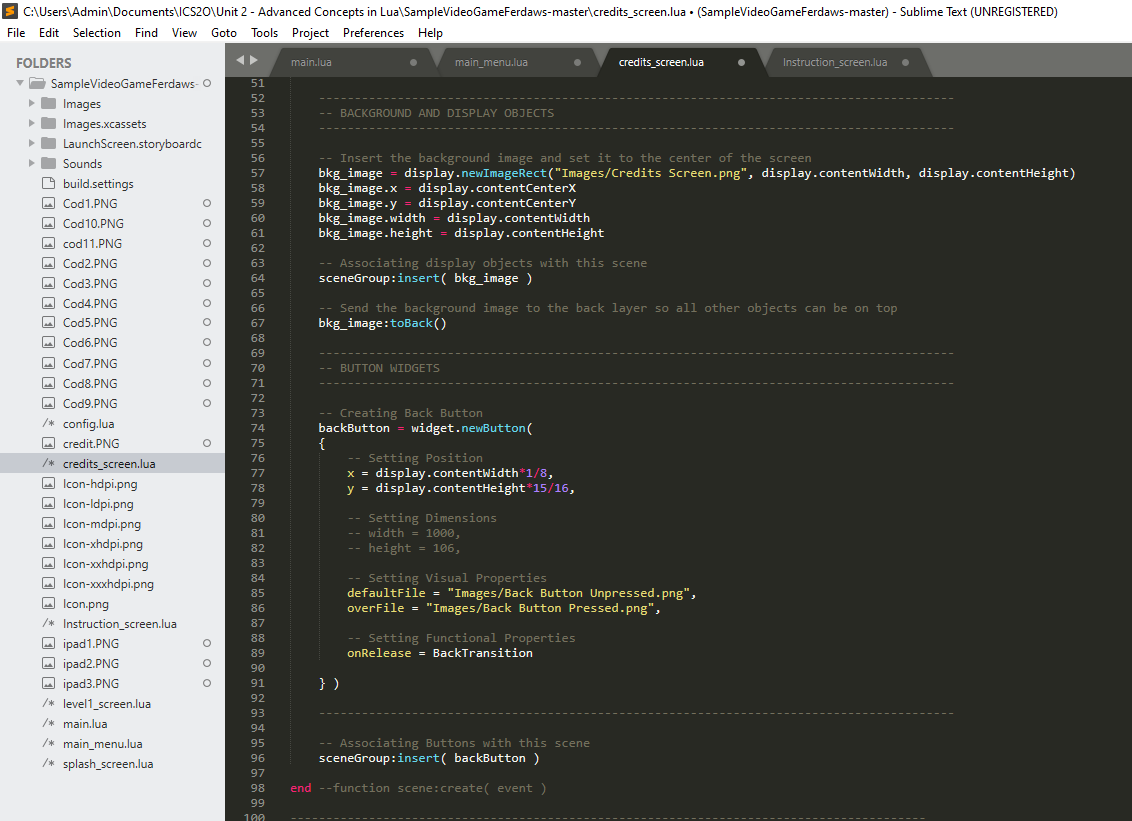 C:\Users\Admin\Documents\ICS2O\Unit 2 - Advanced Concepts in Lua\SampleVideoGameFerdaws-master\credits_screen.lua • (SampleVideoGameFerdaws-master) - Sublime Text (UNREGISTERED)
File Edit Selection Find View Goto Tools Project Preferences Help
FOLDERS
SampleVideoGameFerdaws-
Images
Images.xcassets
LaunchScreen.storyboardc
Sounds
build.settings
Cod1.PNG
Cod10.PNG
cod11.PNG
Cod2.PNG
Cod3.PNG
Cod4.PNG
Cod5.PNG
Cod6.PNG
Cod7.PNG
Cod8.PNG
Cod9.PNG
/* config.lua
credit.PNG
/* credits_screen.lua
Icon-hdpi.png
Icon-ldpi.png
Icon-mdpi.png
Icon-xhdpi.png
Icon-xxhdpi.png
Icon-xxxhdpi.png
Icon.png
/* Instruction_screen.lua
ipad1.PNG
ipad2.PNG
ipad3.PNG
/* level1_screen.lua
/* main.lua
/* main_menu.lua
/* splash_screen.lua
main.lua main_menu.lua credits_screen.lua Instruction_screen.lua
51
52 -----------------------------------------------------------------------------------------
53 -- BACKGROUND AND DISPLAY OBJECTS
54 -----------------------------------------------------------------------------------------
55
56 -- Insert the background image and set it to the center of the screen
57 bkg_image = display.newImageRect("Images/Credits Screen.png", display.contentWidth, display.contentHeight)
58 bkg_image.x = display.contentCenterX
59 bkg_image.y = display.contentCenterY
60 bkg_image.width = display.contentWidth
61 bkg_image.height = display.contentHeight
62
63 -- Associating display objects with this scene
64 sceneGroup:insert( bkg_image )
65
66 -- Send the background image to the back layer so all other objects can be on top
67 bkg_image:toBack()
68
69 -----------------------------------------------------------------------------------------
70 -- BUTTON WIDGETS
71 -----------------------------------------------------------------------------------------
72
73 -- Creating Back Button
74 backButton = widget.newButton(
75 {
76 -- Setting Position
77 x = display.contentWidth*1/8,
78 y = display.contentHeight*15/16,
79
80 -- Setting Dimensions
81 -- width = 1000,
82 -- height = 106,
83
84 -- Setting Visual Properties
85 defaultFile = "Images/Back Button Unpressed.png",
86 overFile = "Images/Back Button Pressed.png",
87
88 -- Setting Functional Properties
89 onRelease = BackTransition
90
91 } )
92
93 -----------------------------------------------------------------------------------------
94
95 -- Associating Buttons with this scene
96 sceneGroup:insert( backButton )
97
98 end --function scene:create( event )
99
100 -----------------------------------------------------------------------------------------